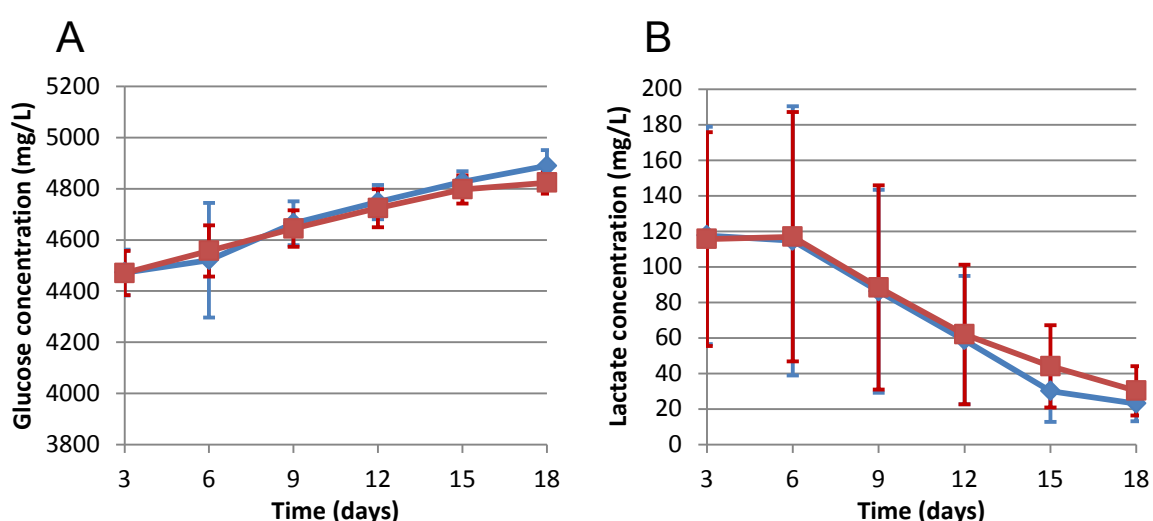 A
Glucose concentration (mg/L)
5200
5000
4800
4600
4400
4200
4000
3800
3 6 9 12 15 18
Time (days)
B
Lactate concentration (mg/L)
200
180
160
140
120
100
80
60
40
20
0
3 6 9 12 15 18
Time (days)